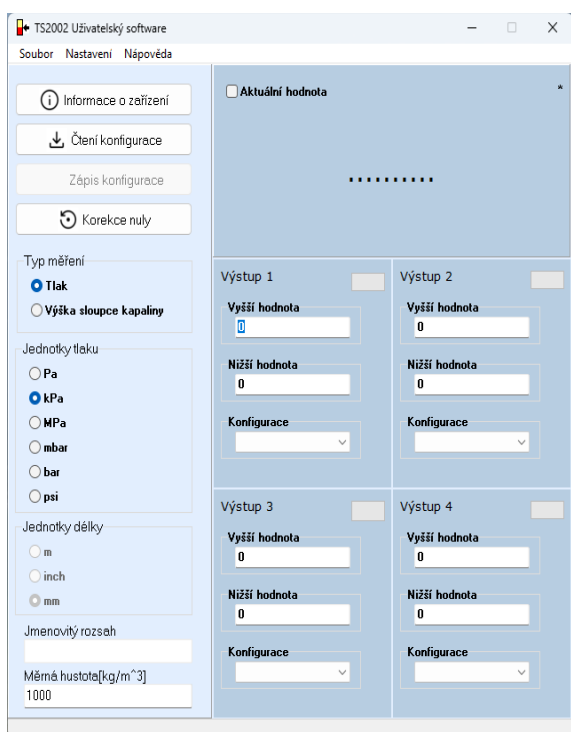 TS2002 Uživatelský software
Soubor Nastavení Nápověda
Informace o zařízení
Čtení konfigurace
Zápis konfigurace
Korekce nuly
Typ měření
Tlak
Výška sloupce kapaliny
Jednotky tlaku
Pa
kPa
MPa
mbar
bar
psi
Jednotky délky
m
inch
mm
Jmenovitý rozsah
Měrná hustota[kg/m^3]
1000
Aktuální hodnota *
..........
Výstup 1
Vyšší hodnota
0
Nižší hodnota
0
Konfigurace
Výstup 2
Vyšší hodnota
0
Nižší hodnota
0
Konfigurace
Výstup 3
Vyšší hodnota
0
Nižší hodnota
0
Konfigurace
Výstup 4
Vyšší hodnota
0
Nižší hodnota
0
Konfigurace